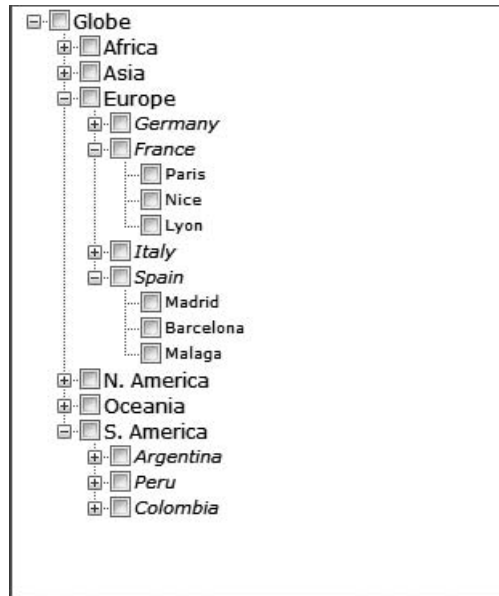 Globe
Africa
Asia
Europe
Germany
France
Paris
Nice
Lyon
Italy
Spain
Madrid
Barcelona
Malaga
N. America
Oceania
S. America
Argentina
Peru
Colombia